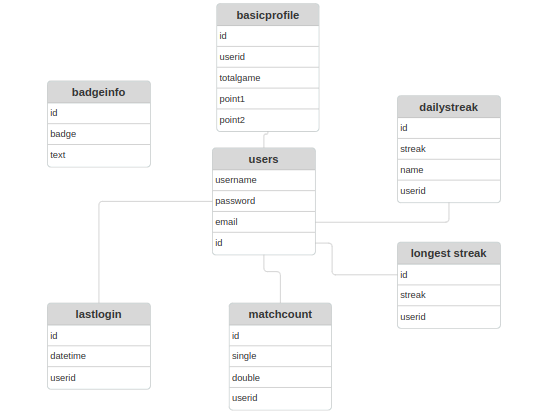 basicprofile
id
userid
totalgame
point1
point2
badgeinfo
id
badge
text
dailystreak
id
streak
name
userid
users
username
password
email
id
longest streak
id
streak
userid
lastlogin
id
datetime
userid
matchcount
id
single
double
userid